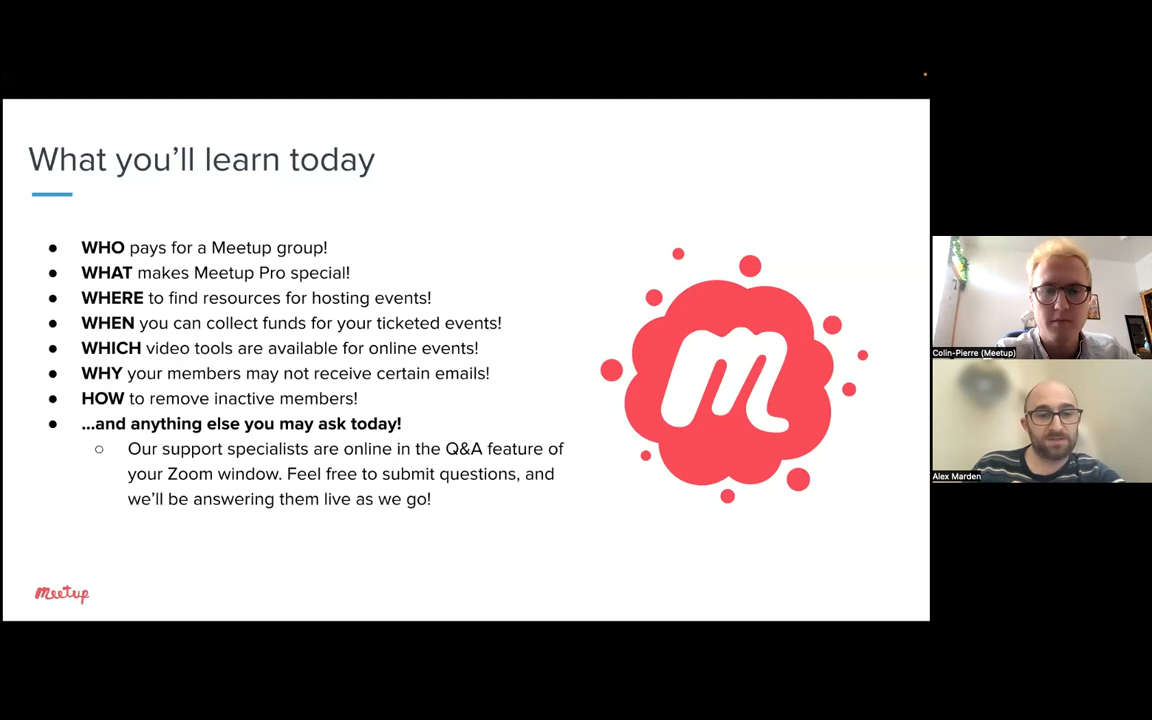 What you’ll learn today
● WHO pays for a Meetup group!
● WHAT makes Meetup Pro special!
● WHERE to find resources for hosting events!
● WHEN you can collect funds for your ticketed events!
● WHICH video tools are available for online events!
● WHY your members may not receive certain emails!
● HOW to remove inactive members!
● ...and anything else you may ask today!
○ Our support specialists are online in the Q&A feature of
your Zoom window. Feel free to submit questions, and
we’ll be answering them live as we go!
m
meetup
Colin-Pierre (Meetup)
Alex Marden